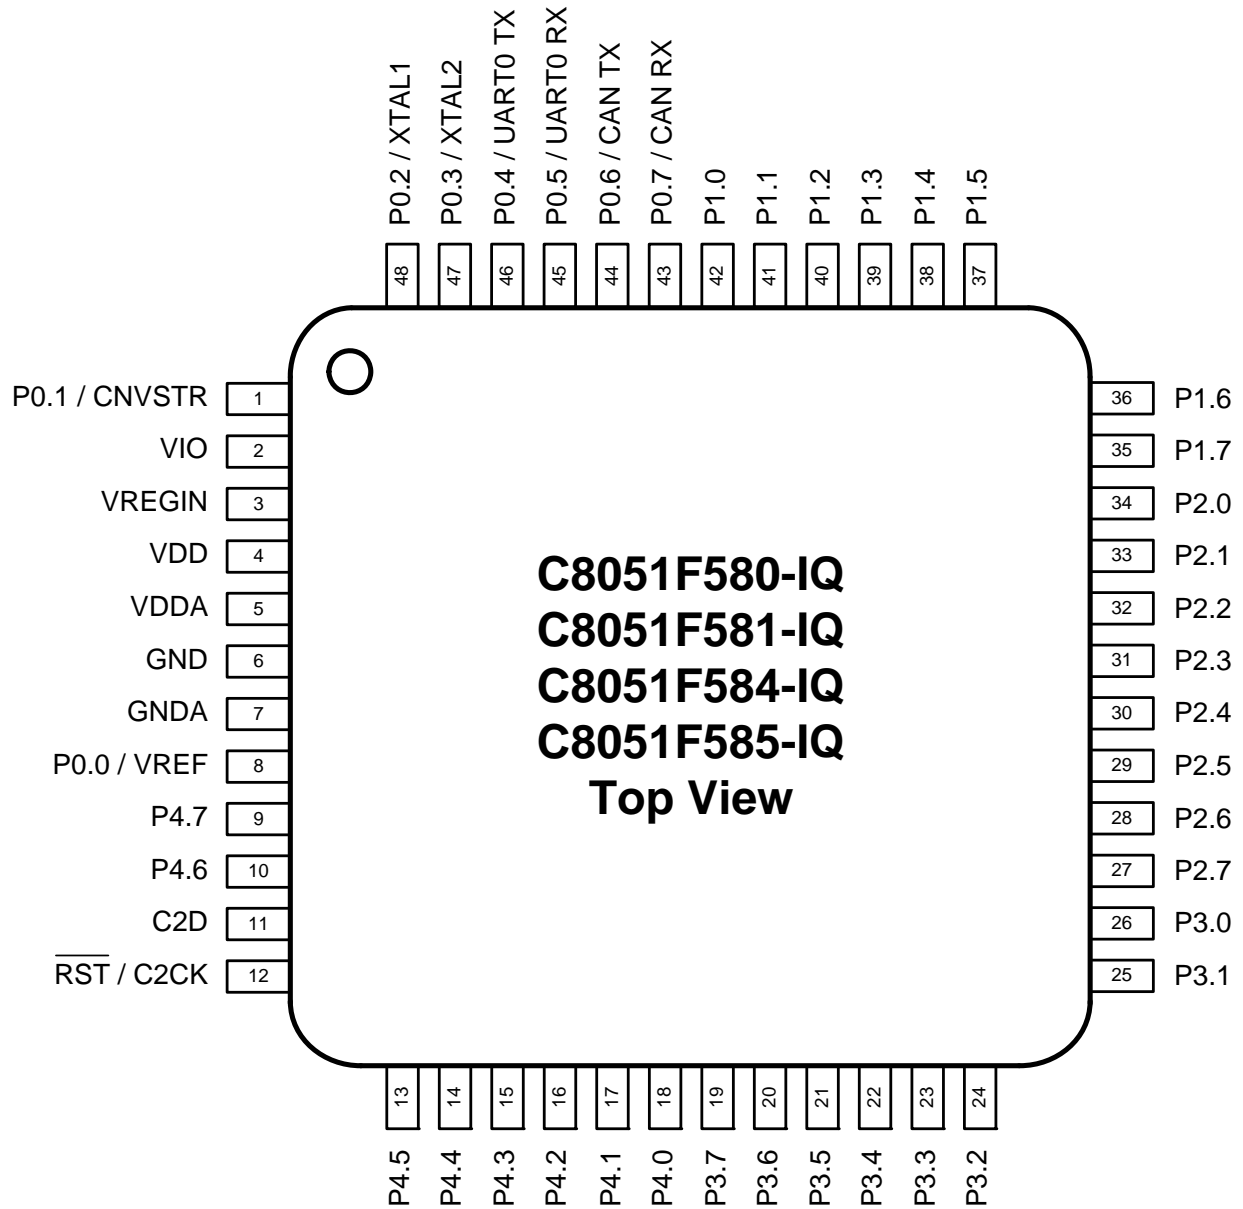 P0.2 / XTAL1
P0.3 / XTAL2
P0.4 / UART0 TX
P0.5 / UART0 RX
P0.6 / CAN TX
P0.7 / CAN RX
P1.0
P1.1
P1.2
P1.3
P1.4
P1.5
48
47
46
45
44
43
42
41
40
39
38
37
P0.1 / CNVSTR 1
VIO 2
VREGIN 3
VDD 4
VDDA 5
GND 6
GNDA 7
P0.0 / VREF 8
P4.7 9
P4.6 10
C2D 11
R̅S̅T̅ / C2CK 12
C8051F580-IQ
C8051F581-IQ
C8051F584-IQ
C8051F585-IQ
Top View
36 P1.6
35 P1.7
34 P2.0
33 P2.1
32 P2.2
31 P2.3
30 P2.4
29 P2.5
28 P2.6
27 P2.7
26 P3.0
25 P3.1
13
14
15
16
17
18
19
20
21
22
23
24
P4.5
P4.4
P4.3
P4.2
P4.1
P4.0
P3.7
P3.6
P3.5
P3.4
P3.3
P3.2